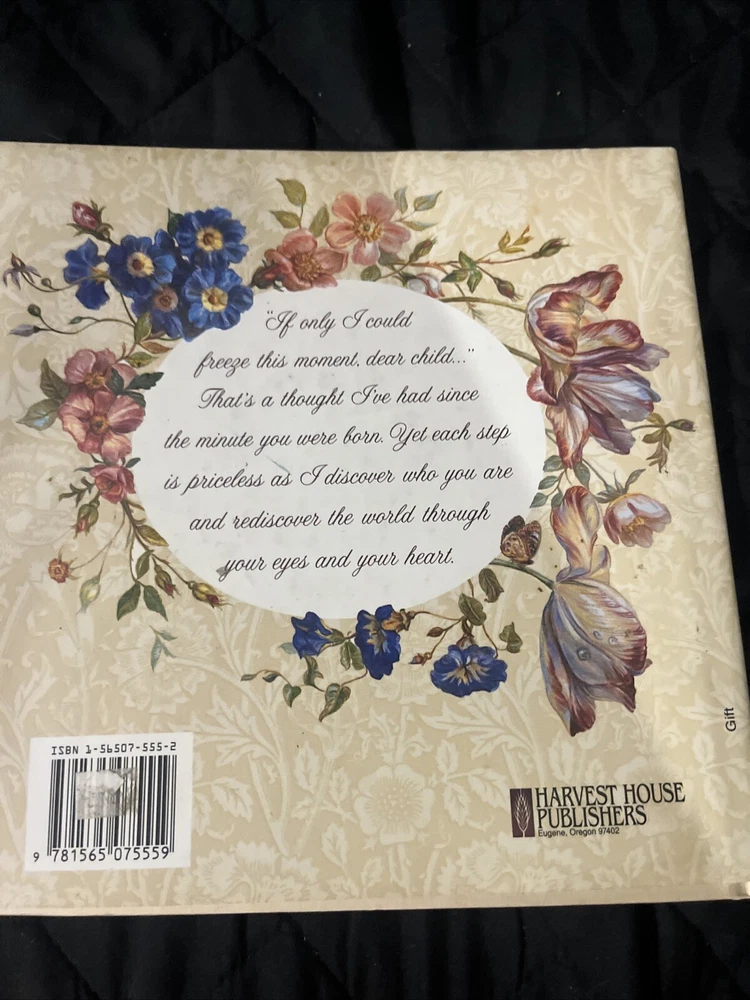 "If only I could
freeze this moment, dear child..."
That's a thought I've had since
the minute you were born. Yet each step
is priceless as I discover who you are
and rediscover the world through
your eyes and your heart.
Gift
ISBN 1-56507-555-2
9 781565 075559
HARVEST HOUSE
PUBLISHERS
Eugene, Oregon 97402